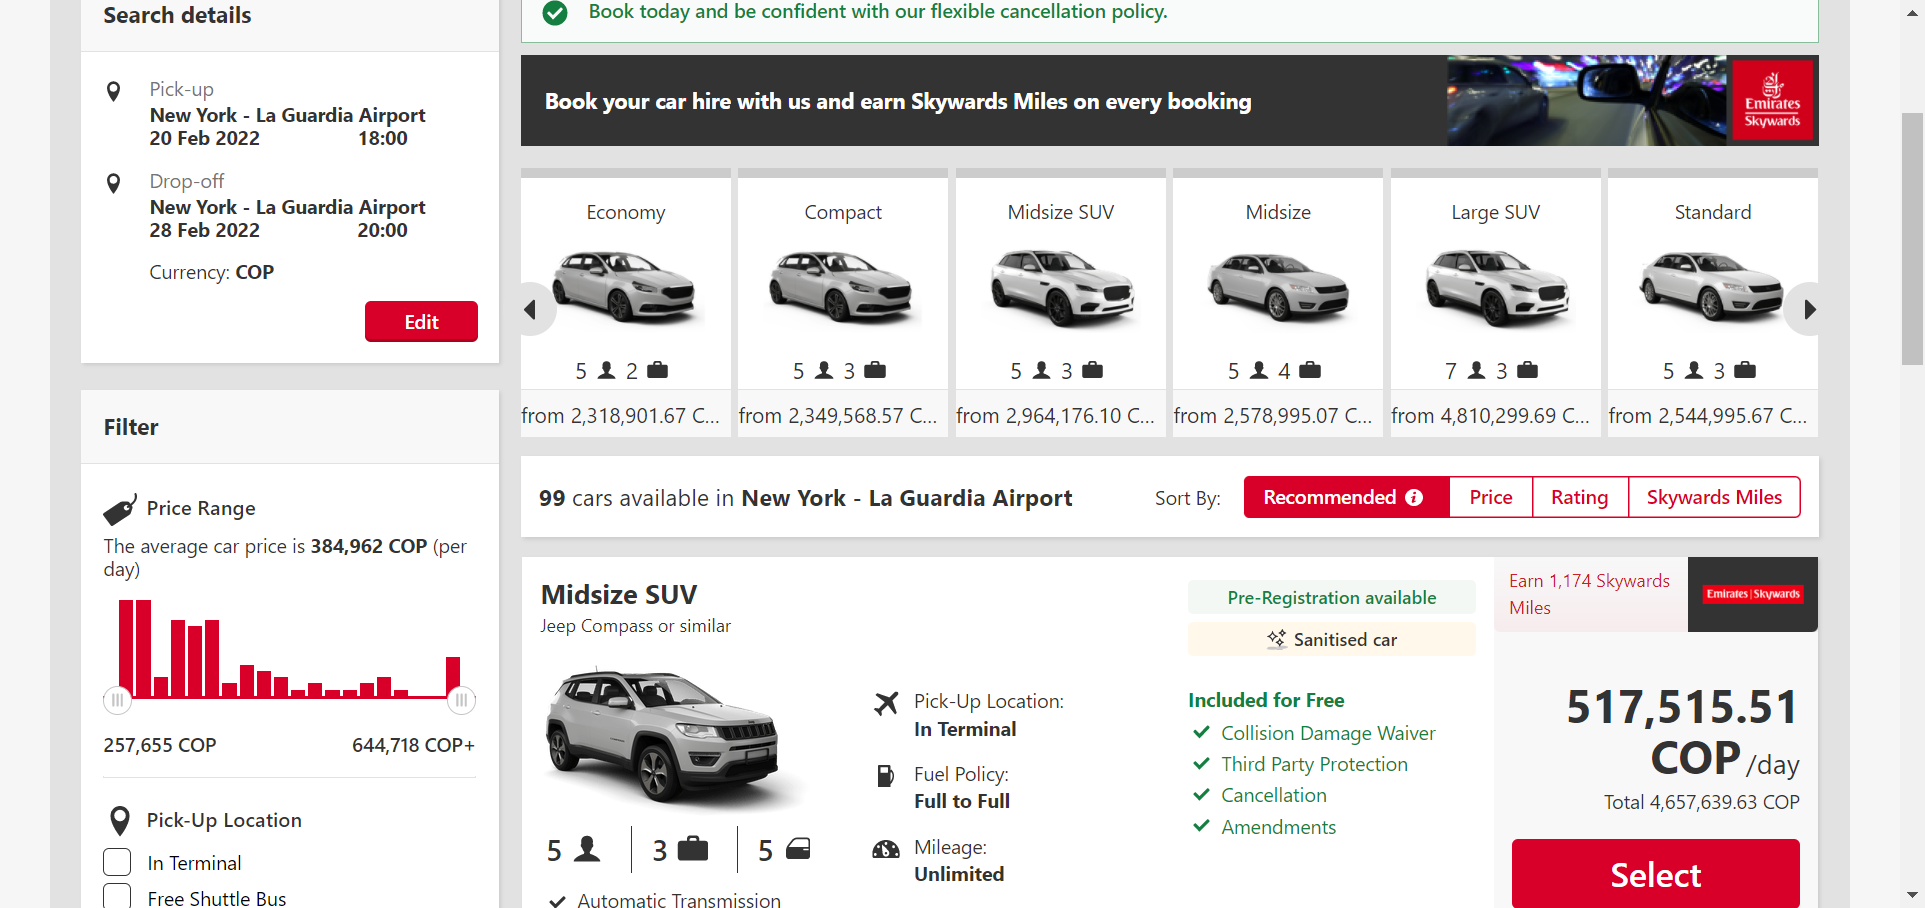 Search details
Pick-up
New York - La Guardia Airport
20 Feb 2022 18:00
Drop-off
New York - La Guardia Airport
28 Feb 2022 20:00
Currency: COP
Edit
Filter
Price Range
The average car price is 384,962 COP (per
day)
257,655 COP 644,718 COP+
Pick-Up Location
In Terminal
Free Shuttle Bus
Book today and be confident with our flexible cancellation policy.
Book your car hire with us and earn Skywards Miles on every booking
Emirates
Skywards
Economy
5 2
from 2,318,901.67 C...
Compact
5 3
from 2,349,568.57 C...
Midsize SUV
5 3
from 2,964,176.10 C...
Midsize
5 4
from 2,578,995.07 C...
Large SUV
7 3
from 4,810,299.69 C...
Standard
5 3
from 2,544,995.67 C...
99 cars available in New York - La Guardia Airport
Sort By: Recommended i Price Rating Skywards Miles
Midsize SUV
Jeep Compass or similar
5 3 5
Automatic Transmission
Pick-Up Location:
In Terminal
Fuel Policy:
Full to Full
Mileage:
Unlimited
Pre-Registration available
Sanitised car
Included for Free
Collision Damage Waiver
Third Party Protection
Cancellation
Amendments
Earn 1,174 Skywards
Miles
Emirates | Skywards
517,515.51
COP /day
Total 4,657,639.63 COP
Select